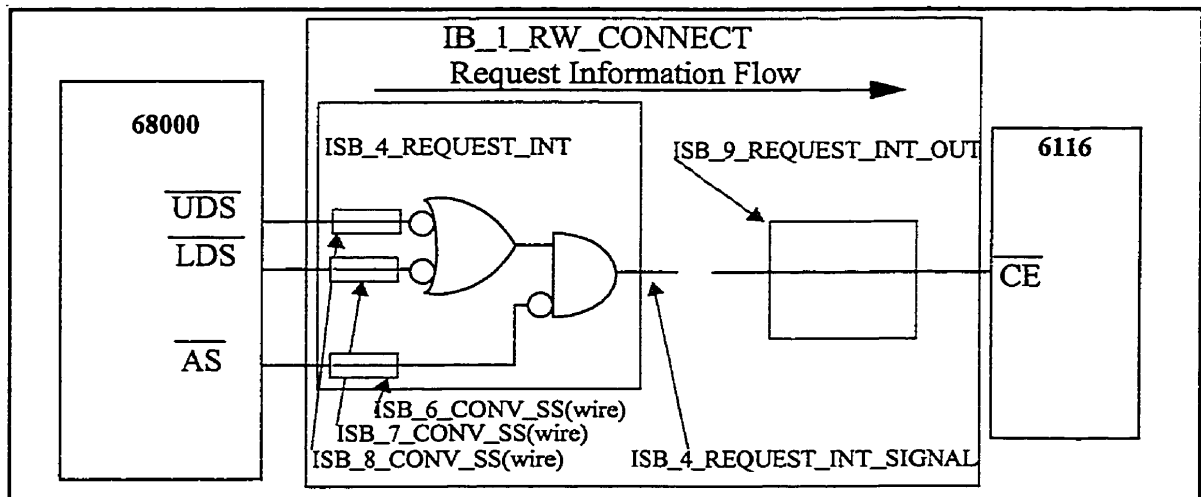 IB_1_RW_CONNECT
Request Information Flow
68000
ISB_4_REQUEST_INT
ISB_9_REQUEST_INT_OUT
6116
UDS
LDS
CE
AS
ISB_6_CONV_SS(wire)
ISB_7_CONV_SS(wire)
ISB_8_CONV_SS(wire)
ISB_4_REQUEST_INT_SIGNAL